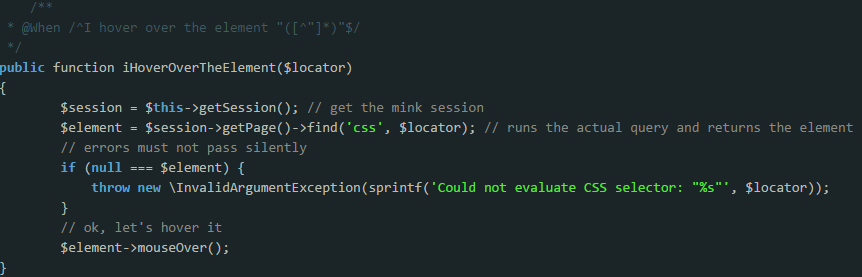 /**
* @When /^I hover over the element "([^"]*)"$/
*/
public function iHoverOverTheElement($locator)
{
$session = $this->getSession(); // get the mink session
$element = $session->getPage()->find('css', $locator); // runs the actual query and returns the element
// errors must not pass silently
if (null === $element) {
throw new \InvalidArgumentException(sprintf('Could not evaluate CSS selector: "%s"', $locator));
}
// ok, let's hover it
$element->mouseOver();
}